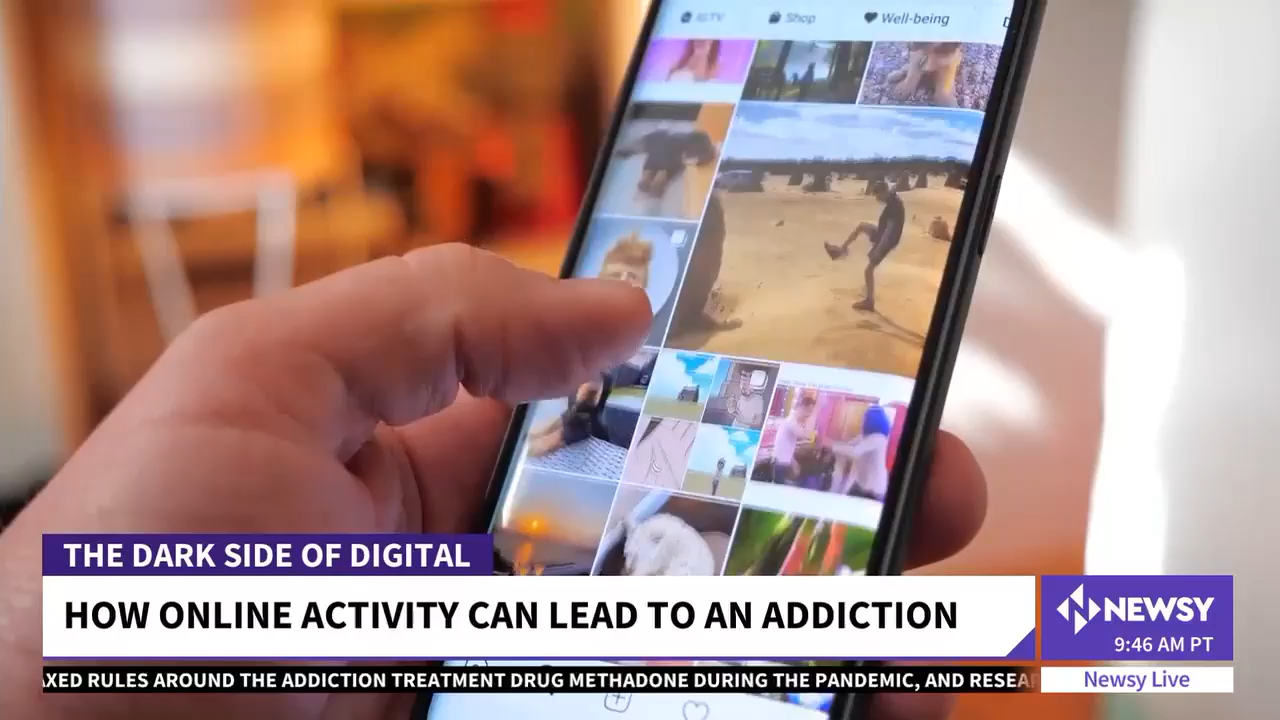 IGTV
Shop
Well-being
THE DARK SIDE OF DIGITAL
HOW ONLINE ACTIVITY CAN LEAD TO AN ADDICTION
NEWSY
9:46 AM PT
AXED RULES AROUND THE ADDICTION TREATMENT DRUG METHADONE DURING THE PANDEMIC, AND RESEA
Newsy Live